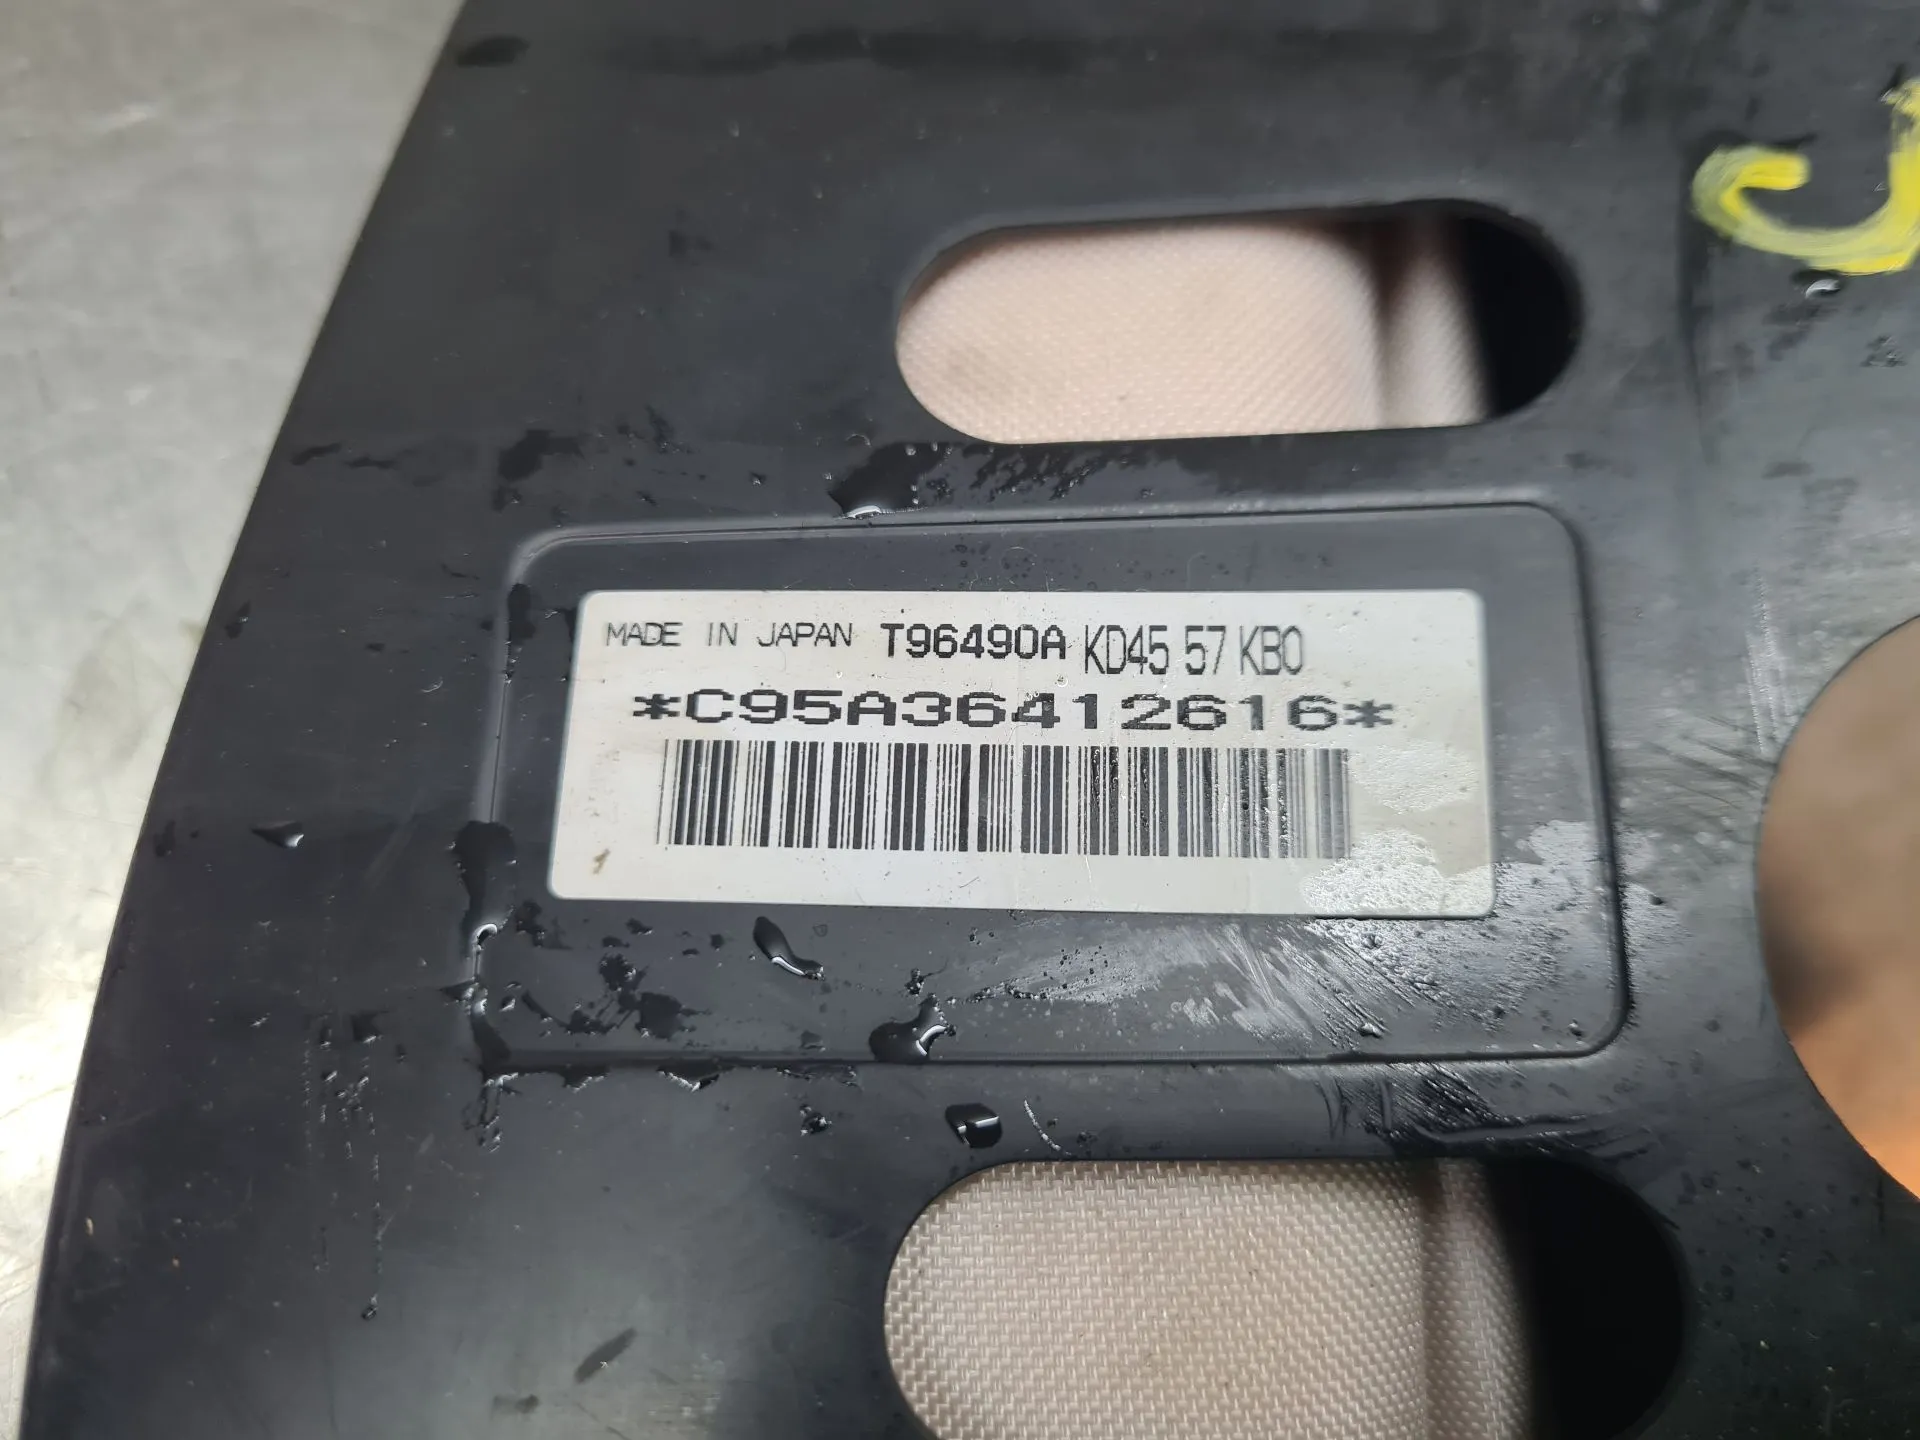 MADE IN JAPAN T96490A KD45 57 KB0
*C95A36412616*